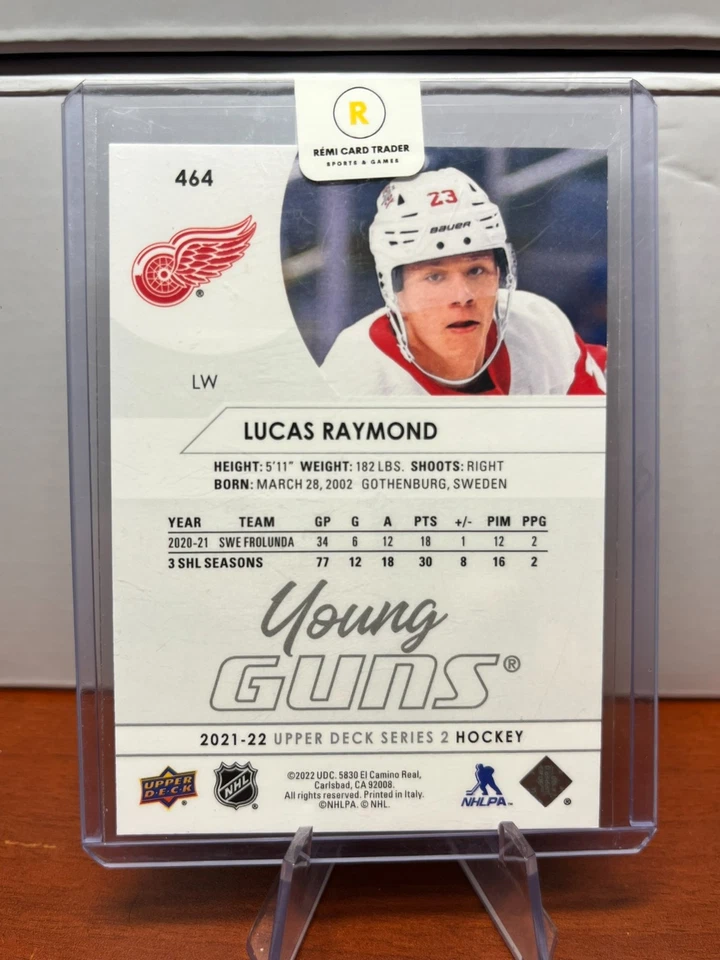 R
RÉMI CARD TRADER
SPORTS & GAMES
464
23
BAUER
LW
LUCAS RAYMOND
HEIGHT: 5'11" WEIGHT: 182 LBS. SHOOTS: RIGHT
BORN: MARCH 28, 2002 GOTHENBURG, SWEDEN
YEAR TEAM GP G A PTS +/- PIM PPG
2020-21 SWE FROLUNDA 34 6 12 18 1 12 2
3 SHL SEASONS 77 12 18 30 8 16 2
Young
GUNS®
2021-22 UPPER DECK SERIES 2 HOCKEY
UPPER
DECK
NHL
©2022 UDC. 5830 El Camino Real,
Carlsbad, CA 92008.
All rights reserved. Printed in Italy.
©NHLPA. © NHL.
NHLPA